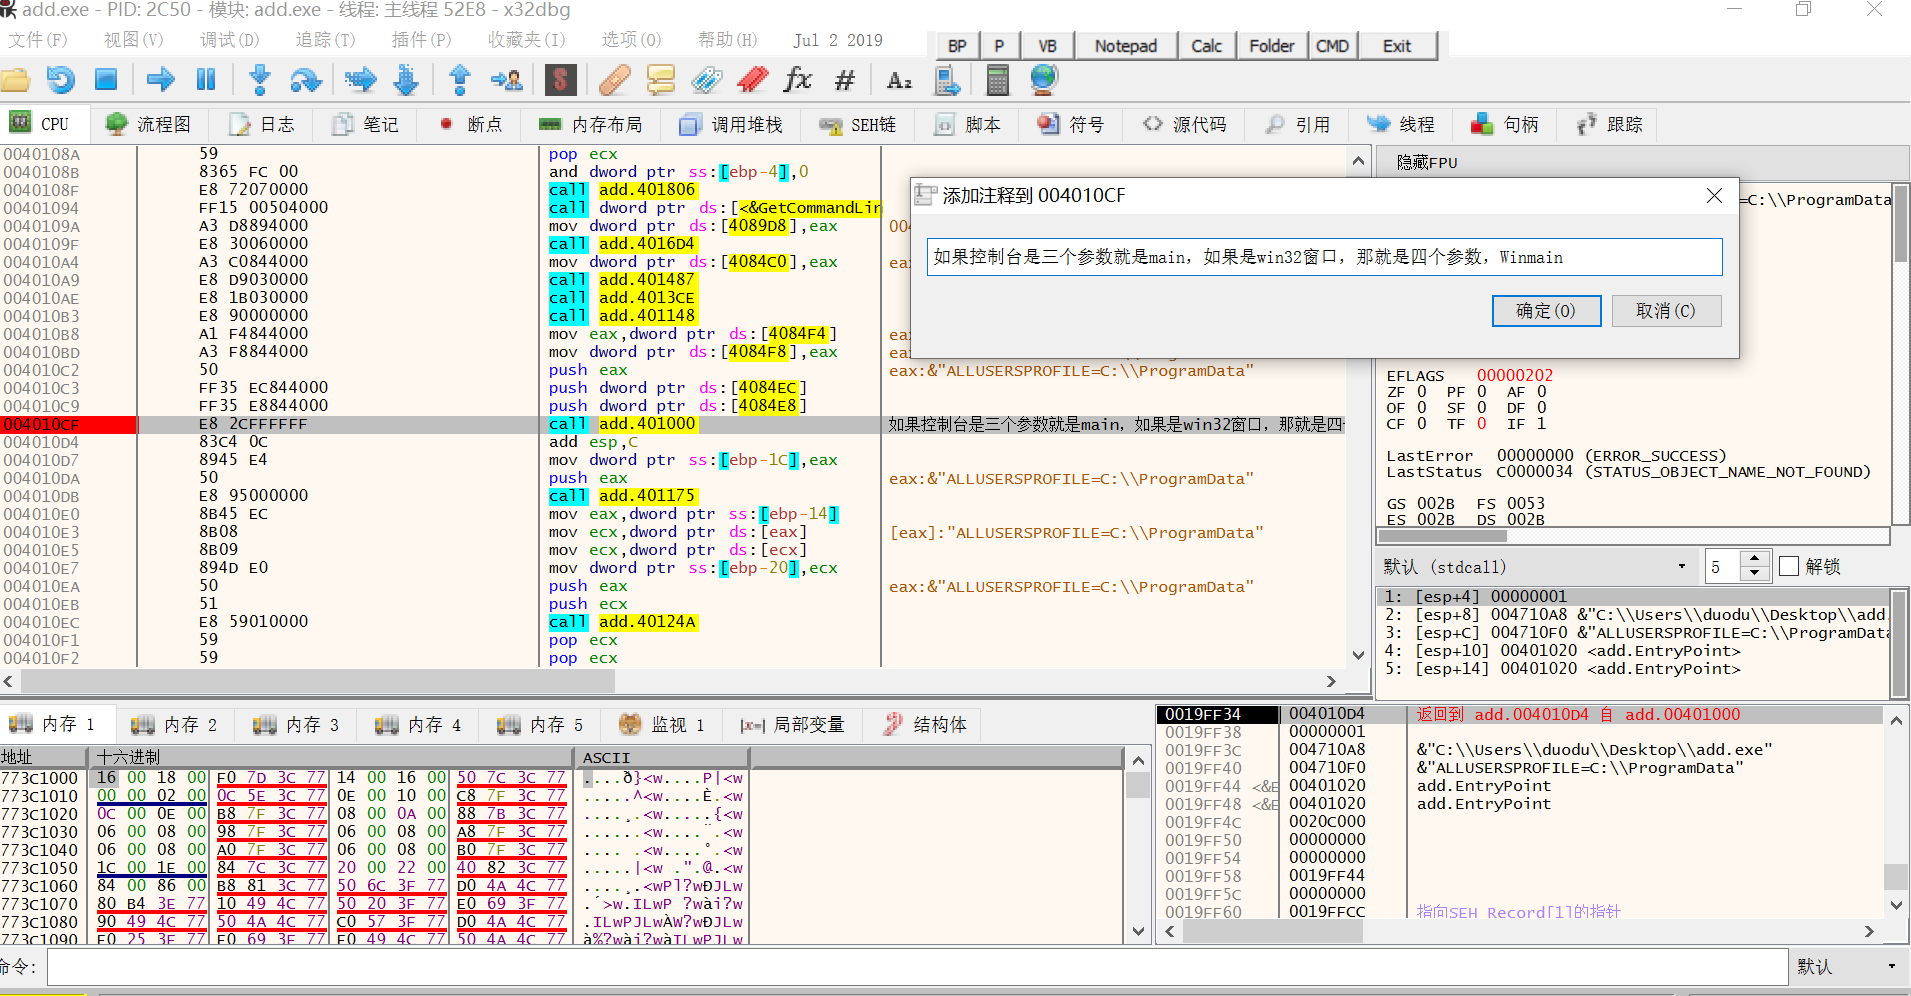 add.exe - PID: 2C50 - 模块: add.exe - 线程: 主线程 52E8 - x32dbg
文件(F) 视图(V) 调试(D) 追踪(T) 插件(P) 收藏夹(I) 选项(O) 帮助(H) Jul 2 2019
BP P VB Notepad Calc Folder CMD Exit
CPU 流程图 日志 笔记 断点 内存布局 调用堆栈 SEH链 脚本 符号 源代码 引用 线程 句柄 跟踪
0040108A 59 pop ecx
0040108B 8365 FC 00 and dword ptr ss:[ebp-4],0
0040108F E8 72070000 call add.401806
00401094 FF15 00504000 call dword ptr ds:[<&GetCommandLin
0040109A A3 D8894000 mov dword ptr ds:[4089D8],eax 00
0040109F E8 30060000 call add.4016D4
004010A4 A3 C0844000 mov dword ptr ds:[4084C0],eax eax
004010A9 E8 D9030000 call add.401487
004010AE E8 1B030000 call add.4013CE
004010B3 E8 90000000 call add.401148
004010B8 A1 F4844000 mov eax,dword ptr ds:[4084F4] eax
004010BD A3 F8844000 mov dword ptr ds:[4084F8],eax
004010C2 50 push eax eax:&"ALLUSERSPROFILE=C:\\ProgramData"
004010C3 FF35 EC844000 push dword ptr ds:[4084EC]
004010C9 FF35 E8844000 push dword ptr ds:[4084E8]
004010CF E8 2CFFFFFF call add.401000 如果控制台是三个参数就是main, 如果是win32窗口, 那就是四
004010D4 83C4 0C add esp,C
004010D7 8945 E4 mov dword ptr ss:[ebp-1C],eax
004010DA 50 push eax eax:&"ALLUSERSPROFILE=C:\\ProgramData"
004010DB E8 95000000 call add.401175
004010E0 8B45 EC mov eax,dword ptr ss:[ebp-14]
004010E3 8B08 mov ecx,dword ptr ds:[eax] [eax]:"ALLUSERSPROFILE=C:\\ProgramData"
004010E5 8B09 mov ecx,dword ptr ds:[ecx]
004010E7 894D E0 mov dword ptr ss:[ebp-20],ecx
004010EA 50 push eax eax:&"ALLUSERSPROFILE=C:\\ProgramData"
004010EB 51 push ecx
004010EC E8 59010000 call add.40124A
004010F1 59 pop ecx
004010F2 59 pop ecx
隐藏FPU
=C:\\ProgramData
添加注释到 004010CF
如果控制台是三个参数就是main, 如果是win32窗口, 那就是四个参数, Winmain
确定(O) 取消(C)
EFLAGS 00000202
ZF 0 PF 0 AF 0
OF 0 SF 0 DF 0
CF 0 TF 0 IF 1
LastError 00000000 (ERROR_SUCCESS)
LastStatus C0000034 (STATUS_OBJECT_NAME_NOT_FOUND)
GS 002B FS 0053
ES 002B DS 002B
默认 (stdcall) 5 解锁
1: [esp+4] 00000001
2: [esp+8] 004710A8 &"C:\\Users\\duodu\\Desktop\\add.
3: [esp+C] 004710F0 &"ALLUSERSPROFILE=C:\\ProgramData
4: [esp+10] 00401020 <add.EntryPoint>
5: [esp+14] 00401020 <add.EntryPoint>
内存 1 内存 2 内存 3 内存 4 内存 5 监视 1 局部变量 结构体
地址 十六进制 ASCII
773C1000 16 00 18 00 F0 7D 3C 77 14 00 16 00 50 7C 3C 77 ....ð}<w....P|<w
773C1010 00 00 02 00 0C 5E 3C 77 0E 00 10 00 C8 7F 3C 77 .....^<w....È.<w
773C1020 0C 00 0E 00 B8 7F 3C 77 08 00 0A 00 88 7B 3C 77 ....¸.<w.....{<w
773C1030 06 00 08 00 98 7F 3C 77 06 00 08 00 A8 7F 3C 77 ......<w....¨.<w
773C1040 06 00 08 00 A0 7F 3C 77 06 00 08 00 B0 7F 3C 77 .... .<w....°.<w
773C1050 1C 00 1E 00 84 7C 3C 77 20 00 22 00 40 82 3C 77 .....|<w .".@.<w
773C1060 84 00 86 00 B8 81 3C 77 50 6C 3F 77 D0 4A 4C 77 ....¸.<wPl?wÐJLw
773C1070 80 B4 3E 77 10 49 4C 77 50 20 3F 77 E0 69 3F 77 .´>w.ILwP ?wài?w
773C1080 90 49 4C 77 50 4A 4C 77 C0 57 3F 77 D0 4A 4C 77 .ILwPJLwÀW?wÐJLw
773C1090 E0 25 3F 77 E0 69 3F 77 E0 49 4C 77 50 4A 4C 77 à%?wài?wàILwPJLw
0019FF34 004010D4 返回到 add.004010D4 自 add.00401000
0019FF38 00000001
0019FF3C 004710A8 &"C:\\Users\\duodu\\Desktop\\add.exe"
0019FF40 004710F0 &"ALLUSERSPROFILE=C:\\ProgramData"
0019FF44 <&E 00401020 add.EntryPoint
0019FF48 <&E 00401020 add.EntryPoint
0019FF4C 0020C000
0019FF50 00000000
0019FF54 00000000
0019FF58 0019FF44
0019FF5C 00000000
0019FF60 0019FFCC 指向SEH_Record[1]的指针
命令: 默认